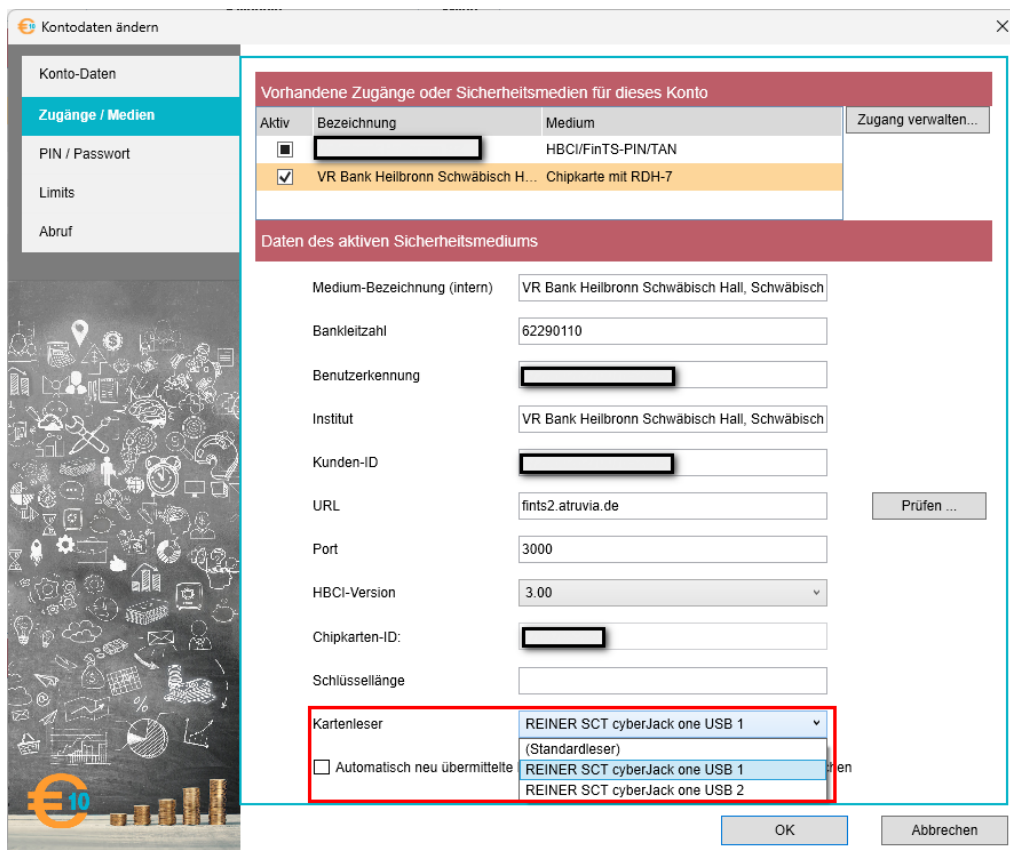 Kontodaten ändern
Konto-Daten
Zugänge / Medien
PIN / Passwort
Limits
Abruf
Vorhandene Zugänge oder Sicherheitsmedien für dieses Konto
Aktiv Bezeichnung Medium
Zugang verwalten...
HBCI/FinTS-PIN/TAN
VR Bank Heilbronn Schwäbisch H... Chipkarte mit RDH-7
Daten des aktiven Sicherheitsmediums
Medium-Bezeichnung (intern) VR Bank Heilbronn Schwäbisch Hall, Schwäbisch
Bankleitzahl 62290110
Benutzerkennung
Institut VR Bank Heilbronn Schwäbisch Hall, Schwäbisch
Kunden-ID
URL fints2.atruvia.de Prüfen ...
Port 3000
HBCI-Version 3.00
Chipkarten-ID:
Schlüssellänge
Kartenleser REINER SCT cyberJack one USB 1
(Standardleser)
Automatisch neu übermittelte REINER SCT cyberJack one USB 1
REINER SCT cyberJack one USB 2
10
OK Abbrechen